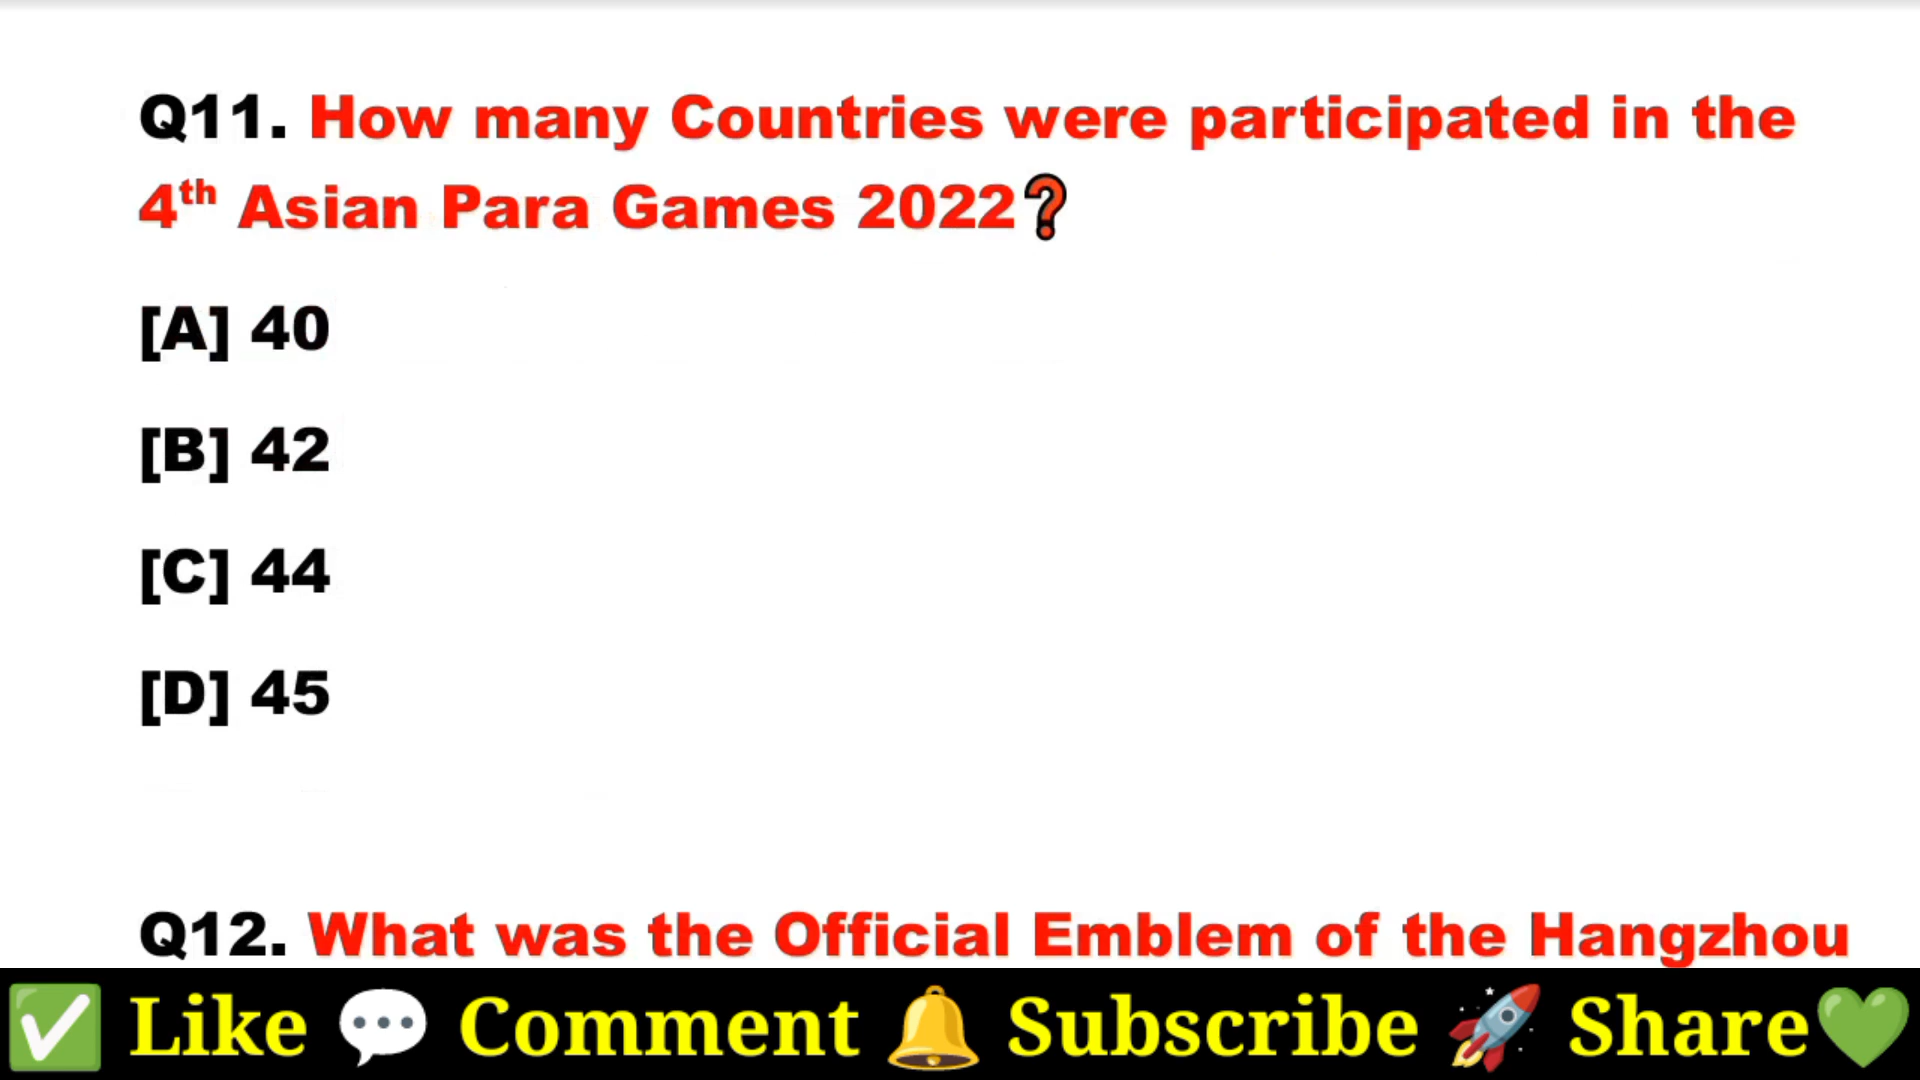 Q11. How many Countries were participated in the
4th Asian Para Games 2022❓
[A] 40
[B] 42
[C] 44
[D] 45
Q12. What was the Official Emblem of the Hangzhou
✅ Like 💬 Comment 🔔 Subscribe 🚀 Share💚